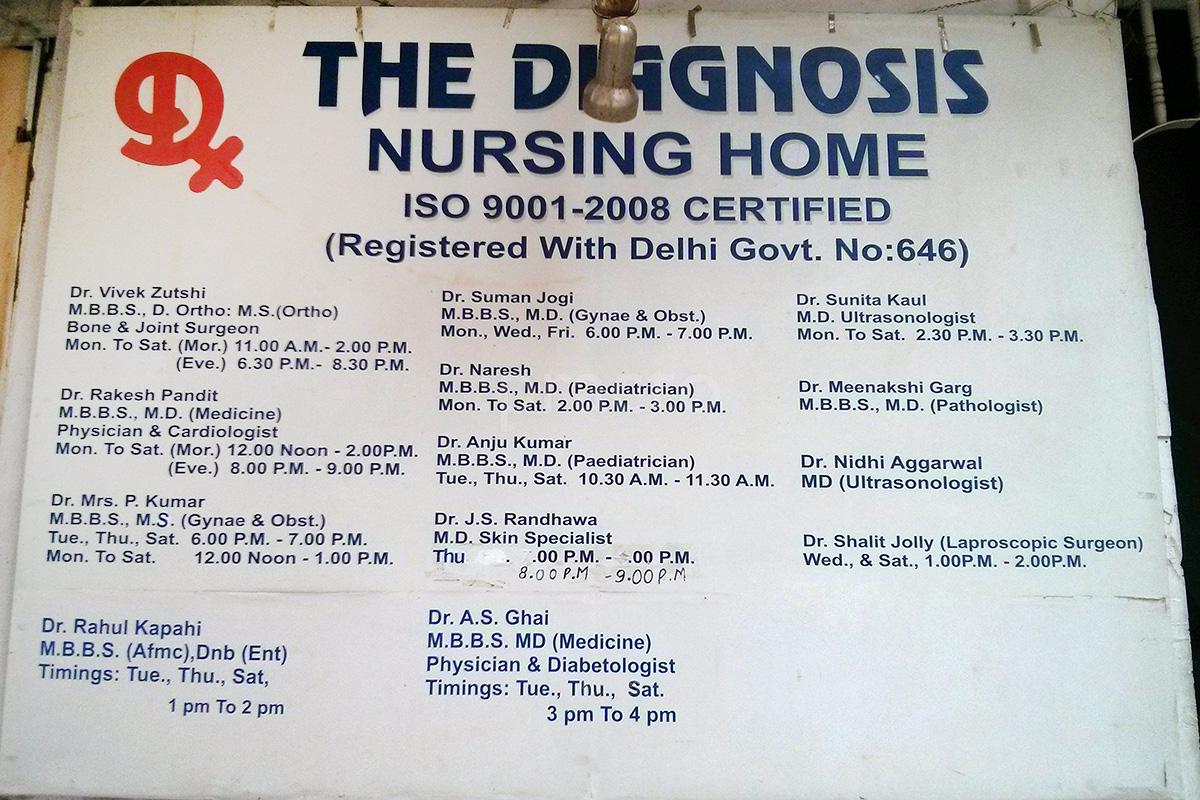 THE DIAGNOSIS
NURSING HOME
ISO 9001-2008 CERTIFIED
(Registered With Delhi Govt. No:646)
Dr. Vivek Zutshi
M.B.B.S., D. Ortho: M.S.(Ortho)
Bone & Joint Surgeon
Mon. To Sat. (Mor.) 11.00 A.M.- 2.00 P.M.
(Eve.) 6.30 P.M.- 8.30 P.M.
Dr. Rakesh Pandit
M.B.B.S., M.D. (Medicine)
Physician & Cardiologist
Mon. To Sat. (Mor.) 12.00 Noon - 2.00P.M.
(Eve.) 8.00 P.M. - 9.00 P.M.
Dr. Mrs. P. Kumar
M.B.B.S., M.S. (Gynae & Obst.)
Tue., Thu., Sat. 6.00 P.M. - 7.00 P.M.
Mon. To Sat. 12.00 Noon - 1.00 P.M.
Dr. Rahul Kapahi
M.B.B.S. (Afmc),Dnb (Ent)
Timings: Tue., Thu., Sat,
1 pm To 2 pm
Dr. Suman Jogi
M.B.B.S., M.D. (Gynae & Obst.)
Mon., Wed., Fri. 6.00 P.M. - 7.00 P.M.
Dr. Naresh
M.B.B.S., M.D. (Paediatrician)
Mon. To Sat. 2.00 P.M. - 3.00 P.M.
Dr. Anju Kumar
M.B.B.S., M.D. (Paediatrician)
Tue., Thu., Sat. 10.30 A.M. - 11.30 A.M.
Dr. J.S. Randhawa
M.D. Skin Specialist
Thu .00 P.M. - .00 P.M.
8.00 P.M - 9.00 P.M
Dr. A.S. Ghai
M.B.B.S. MD (Medicine)
Physician & Diabetologist
Timings: Tue., Thu., Sat.
3 pm To 4 pm
Dr. Sunita Kaul
M.D. Ultrasonologist
Mon. To Sat. 2.30 P.M. - 3.30 P.M.
Dr. Meenakshi Garg
M.B.B.S., M.D. (Pathologist)
Dr. Nidhi Aggarwal
MD (Ultrasonologist)
Dr. Shalit Jolly (Laproscopic Surgeon)
Wed., & Sat., 1.00P.M. - 2.00P.M.